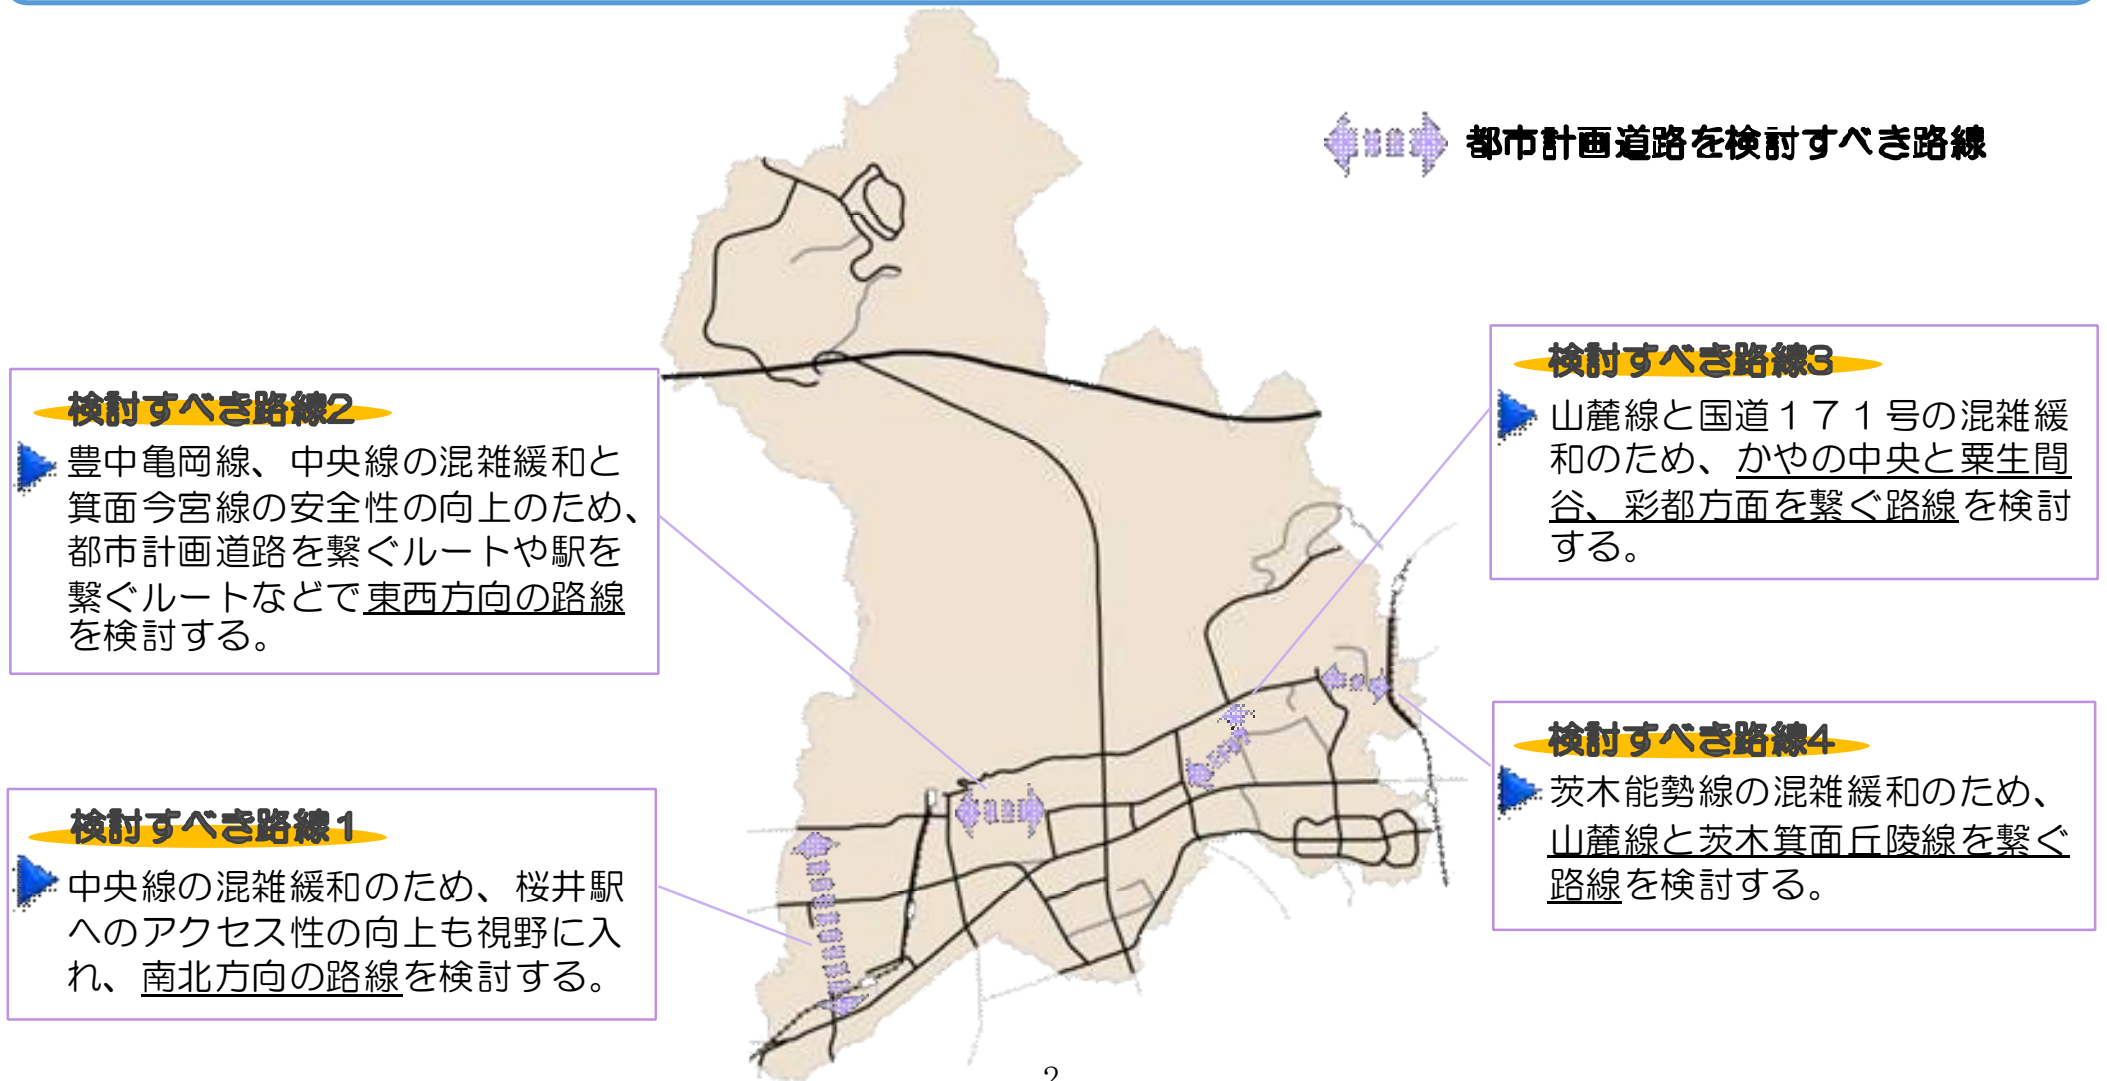 都市計画道路を検討すべき路線
検討すべき路線2
豊中亀岡線、中央線の混雑緩和と
箕面今宮線の安全性の向上のため、
都市計画道路を繋ぐルートや駅を
繋ぐルートなどで東西方向の路線
を検討する。
検討すべき路線1
中央線の混雑緩和のため、桜井駅
へのアクセス性の向上も視野に入
れ、南北方向の路線を検討する。
検討すべき路線3
山麓線と国道１７１号の混雑緩
和のため、かやの中央と粟生間
谷、彩都方面を繋ぐ路線を検討
する。
検討すべき路線4
茨木能勢線の混雑緩和のため、
山麓線と茨木箕面丘陵線を繋ぐ
路線を検討する。
2